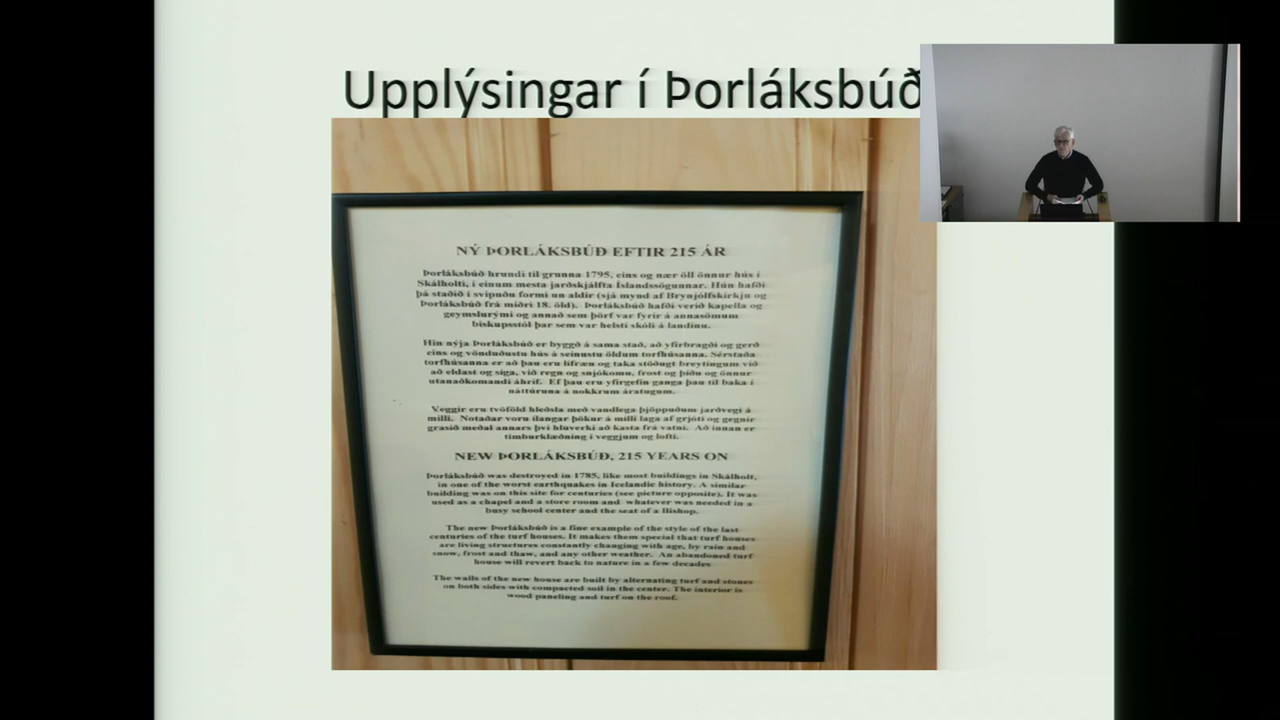 Upplýsingar í Þorláksbúð
NÝ ÞORLÁKSBÚÐ EFTIR 215 ÁR
Þorláksbúð hrundi til grunna 1795, eins og nær öll önnur hús í
Skálholti, í einum mesta jarðskjálfta Íslandssögunnar. Hún hafði
þá staðið í svipuðu formi un aldir (sjá mynd af Brynjólfskirkju og
Þorláksbúð frá miðri 18. öld). Þorláksbúð hafði verið kapella og
geymslurými og annað sem þörf var fyrir á annasömum
biskupsstól þar sem var helsti skóli á landinu.
Hin nýja Þorláksbúð er byggð á sama stað, að yfirbragði og gerð
eins og vönduðustu hús á seinustu öldum torfhúsanna. Sérstaða
torfhúsanna er að þau eru lífræn og taka stöðugt breytingum við
að eldast og síga, við regn og snjókomu, frost og þíðu og önnur
utanaðkomandi áhrif. Ef þau eru yfirgefin ganga þau til baka í
náttúruna á nokkrum áratugum.
Veggir eru tvöföld hleðsla með vandlega þjöppuðum jarðvegi á
milli. Notaðar voru ílangar þökur á milli laga af grjóti og gegnir
grasið meðal annars því hluverki að kasta frá vatni. Að innan er
timburklæðning í veggjum og lofti.
NEW ÞORLÁKSBÚÐ, 215 YEARS ON
Þorláksbúð was destroyed in 1785, like most buildings in Skálholt,
in one of the worst earthquakes in Icelandic history. A similar
building was on this site for centuries (see picture opposite). It was
used as a chapel and a store room and whatever was needed in a
busy school center and the seat of a Bishop.
The new Þorláksbúð is a fine example of the style of the last
centuries of the turf houses. It makes them special that turf houses
are living structures constantly changing with age, by rain and
snow, frost and thaw, and any other weather. An abandoned turf
house will revert back to nature in a few decades
The walls of the new house are built by alternating turf and stones
on both sides with compacted soil in the center. The interior is
wood paneling and turf on the roof.